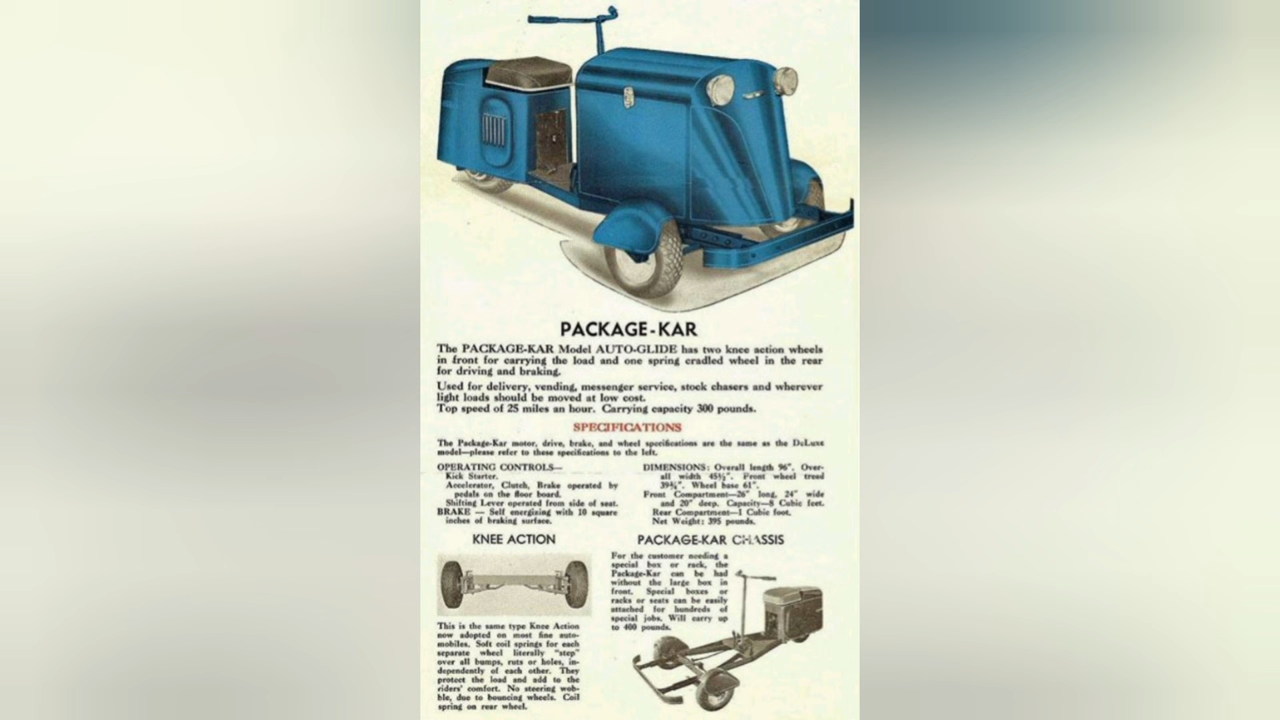 PACKAGE-KAR
The PACKAGE-KAR Model AUTO-GLIDE has two knee action wheels
in front for carrying the load and one spring cradled wheel in the rear
for driving and braking.
Used for delivery, vending, messenger service, stock chasers and wherever
light loads should be moved at low cost.
Top speed of 25 miles an hour. Carrying capacity 300 pounds.
SPECIFICATIONS
The Package-Kar motor, drive, brake, and wheel specifications are the same as the DeLuxe
model—please refer to these specifications to the left.
OPERATING CONTROLS—
Kick Starter.
Accelerator, Clutch, Brake operated by
pedals on the floor board.
Shifting Lever operated from side of seat.
BRAKE — Self energizing with 10 square
inches of braking surface.
DIMENSIONS: Overall length 96". Over-
all width 45½". Front wheel tread
39¾". Wheel base 61".
Front Compartment—26" long, 24" wide
and 20" deep. Capacity—8 Cubic feet.
Rear Compartment—1 Cubic foot.
Net Weight: 395 pounds.
KNEE ACTION
This is the same type Knee Action
now adopted on most fine auto-
mobiles. Soft coil springs for each
separate wheel literally "step"
over all bumps, ruts or holes, in-
dependently of each other. They
protect the load and add to the
riders' comfort. No steering wob-
ble, due to bouncing wheels. Coil
spring on rear wheel.
PACKAGE-KAR CHASSIS
For the customer needing a
special box or rack, the
Package-Kar can be had
without the large box in
front. Special boxes or
racks or seats can be easily
attached for hundreds of
special jobs. Will carry up
to 400 pounds.